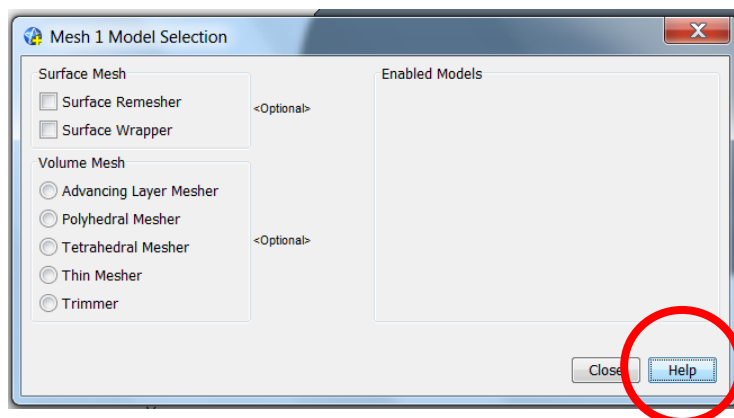 Mesh 1 Model Selection
Surface Mesh
Surface Remesher
Surface Wrapper
<Optional>
Volume Mesh
Advancing Layer Mesher
Polyhedral Mesher
Tetrahedral Mesher
Thin Mesher
Trimmer
<Optional>
Enabled Models
Close
Help